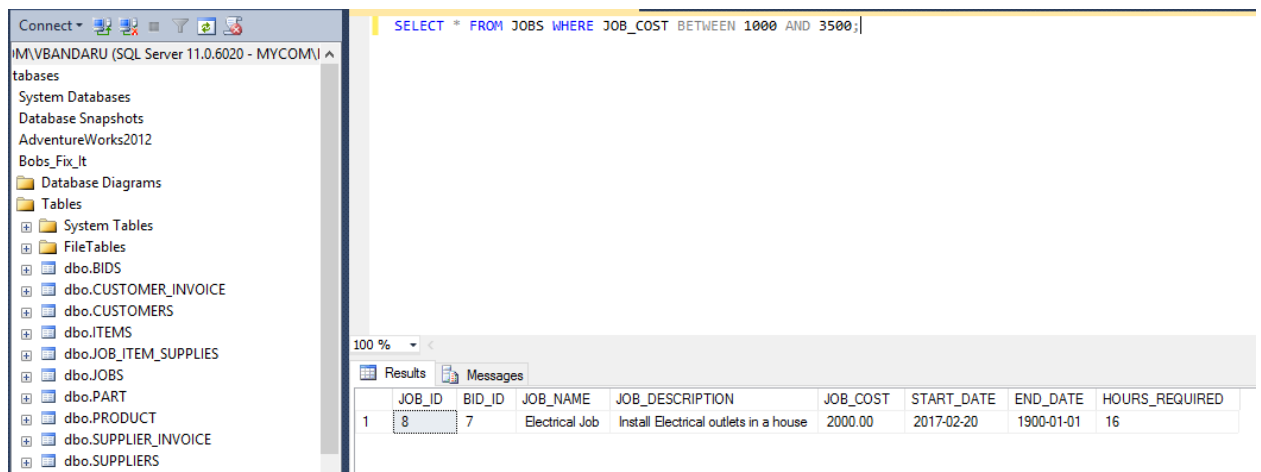 Connect
SELECT * FROM JOBS WHERE JOB_COST BETWEEN 1000 AND 3500;
M\VBANDARU (SQL Server 11.0.6020 - MYCOM\
tabases
System Databases
Database Snapshots
AdventureWorks2012
Bobs_Fix_It
Database Diagrams
Tables
System Tables
FileTables
dbo.BIDS
dbo.CUSTOMER_INVOICE
dbo.CUSTOMERS
dbo.ITEMS
dbo.JOB_ITEM_SUPPLIES
dbo.JOBS
dbo.PART
dbo.PRODUCT
dbo.SUPPLIER_INVOICE
dbo.SUPPLIERS
100 %
Results Messages
JOB_ID BID_ID JOB_NAME JOB_DESCRIPTION JOB_COST START_DATE END_DATE HOURS_REQUIRED
1 8 7 Electrical Job Install Electrical outlets in a house 2000.00 2017-02-20 1900-01-01 16